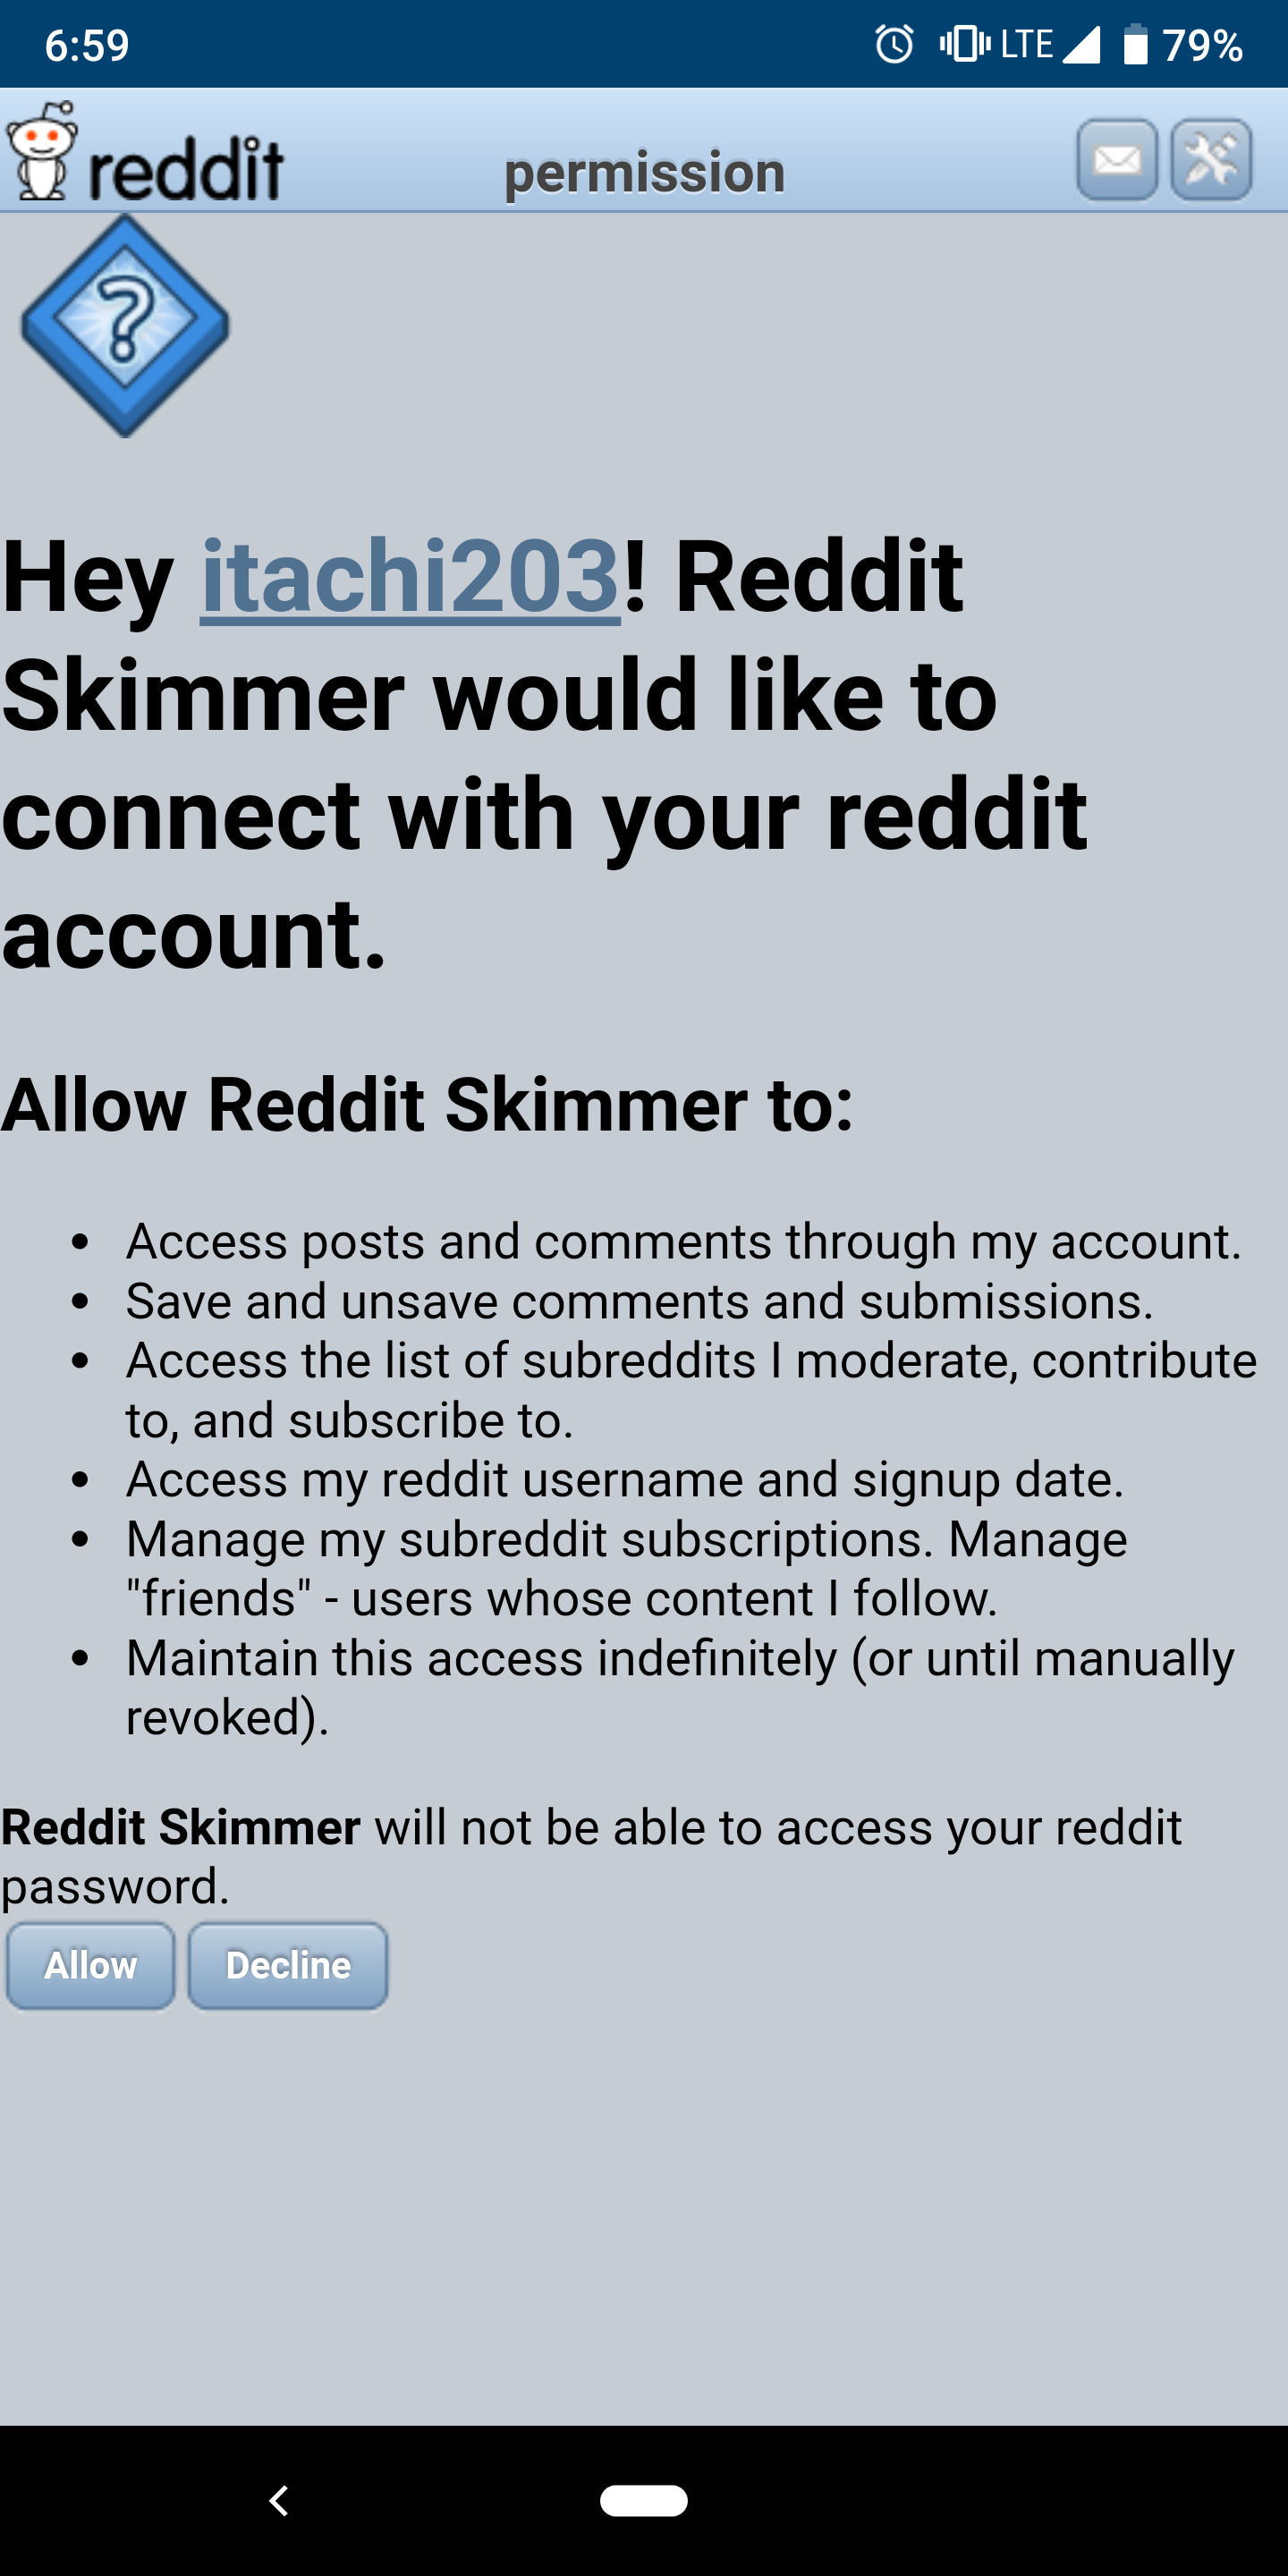 6:59 LTE 79%
reddit permission
Hey itachi203! Reddit
Skimmer would like to
connect with your reddit
account.
Allow Reddit Skimmer to:
• Access posts and comments through my account.
• Save and unsave comments and submissions.
• Access the list of subreddits I moderate, contribute
to, and subscribe to.
• Access my reddit username and signup date.
• Manage my subreddit subscriptions. Manage
"friends" - users whose content I follow.
• Maintain this access indefinitely (or until manually
revoked).
Reddit Skimmer will not be able to access your reddit
password.
Allow Decline